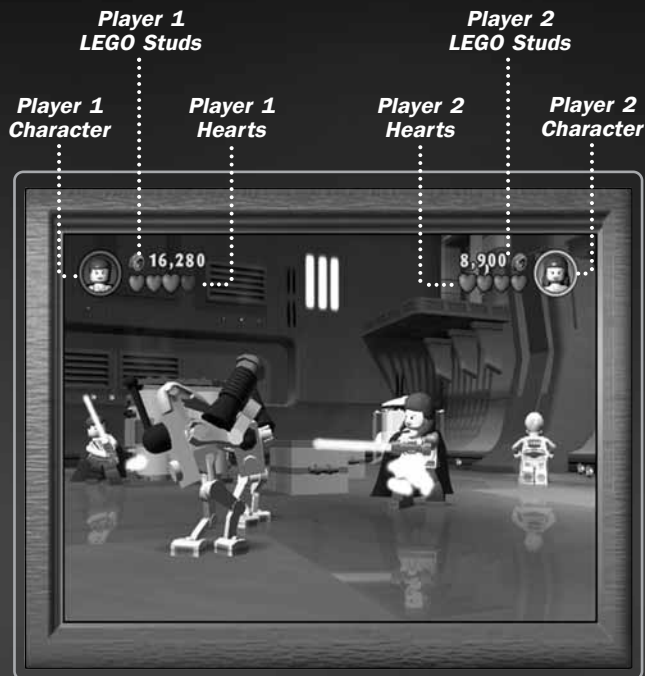 Player 1
LEGO Studs
Player 2
LEGO Studs
Player 1
Character
Player 1
Hearts
Player 2
Hearts
Player 2
Character
16,280
8,900